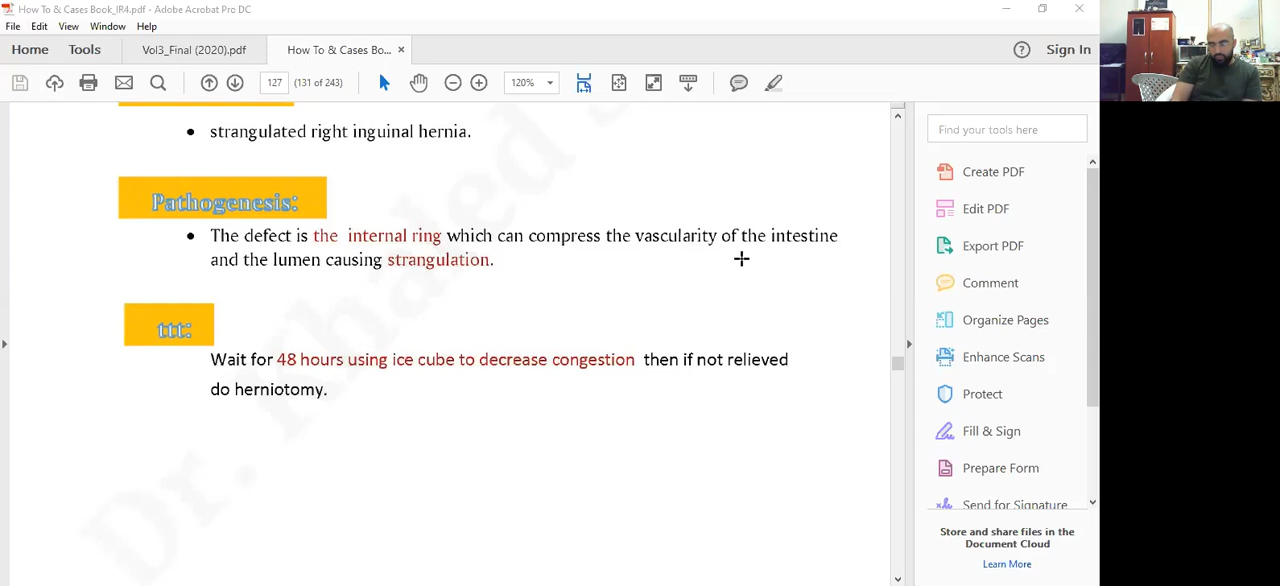 How To & Cases Book_IR4.pdf - Adobe Acrobat Pro DC
File Edit View Window Help
Home Tools Vol3_Final (2020).pdf How To & Cases Bo... × Sign In
127 (131 of 243) 120%
strangulated right inguinal hernia.
Pathogenesis:
The defect is the internal ring which can compress the vascularity of the intestine
and the lumen causing strangulation.
ttt:
Wait for 48 hours using ice cube to decrease congestion then if not relieved
do herniotomy.
Dr. Khaled
Find your tools here
Create PDF
Edit PDF
Export PDF
Comment
Organize Pages
Enhance Scans
Protect
Fill & Sign
Prepare Form
Send for Signature
Store and share files in the
Document Cloud
Learn More